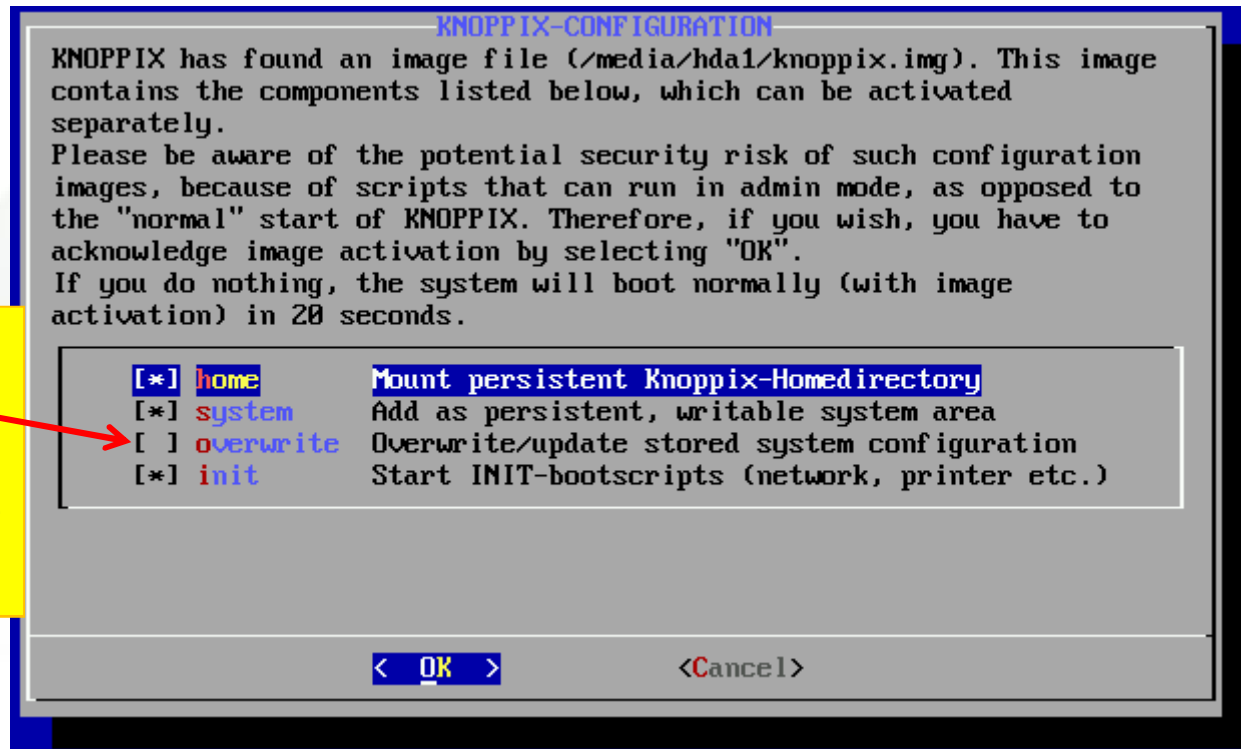 KNOPPIX-CONFIGURATION
KNOPPIX has found an image file (/media/hda1/knoppix.img). This image
contains the components listed below, which can be activated
separately.
Please be aware of the potential security risk of such configuration
images, because of scripts that can run in admin mode, as opposed to
the "normal" start of KNOPPIX. Therefore, if you wish, you have to
acknowledge image activation by selecting "OK".
If you do nothing, the system will boot normally (with image
activation) in 20 seconds.
[*] home Mount persistent Knoppix-Homedirectory
[*] system Add as persistent, writable system area
[ ] overwrite Overwrite/update stored system configuration
[*] init Start INIT-bootscripts (network, printer etc.)
< OK > <Cancel>